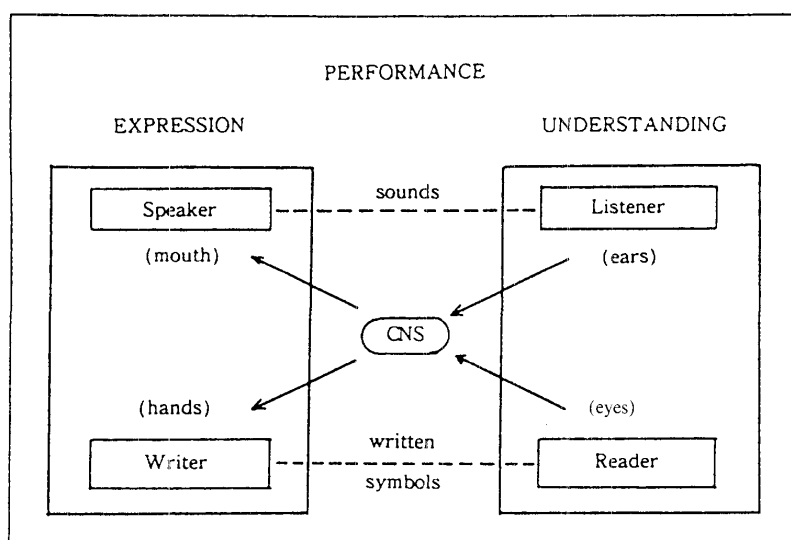 PERFORMANCE
EXPRESSION
UNDERSTANDING
Speaker
sounds
Listener
(mouth)
(ears)
CNS
(hands)
(eyes)
Writer
written
symbols
Reader